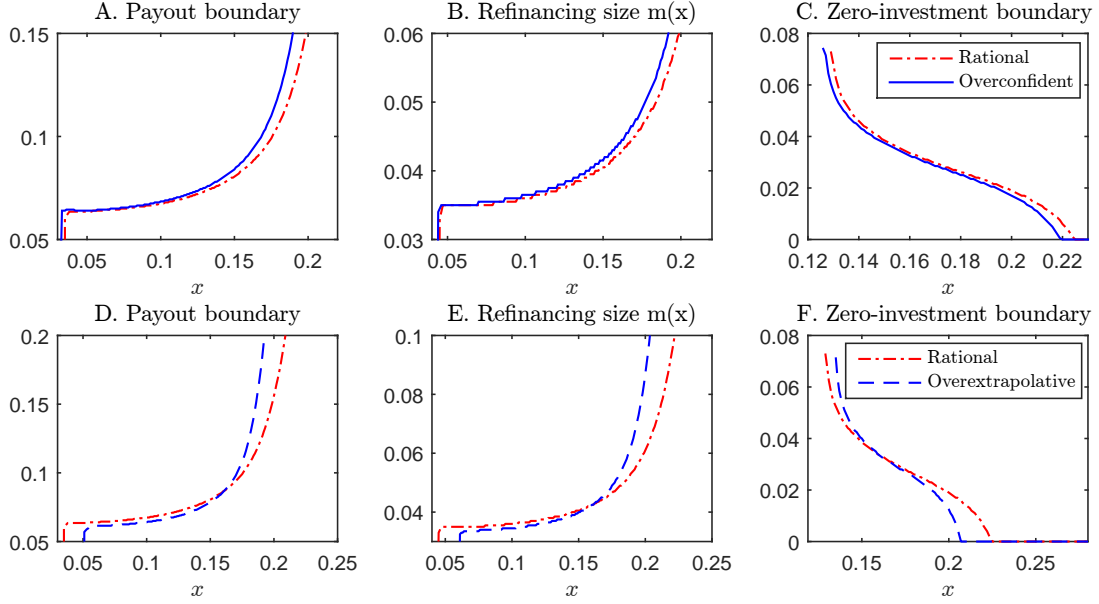 A. Payout boundary
0.15
0.1
0.05
0.05 0.1 0.15 0.2
x
B. Refinancing size m(x)
0.06
0.05
0.04
0.03
0.05 0.1 0.15 0.2
x
C. Zero-investment boundary
0.08
0.06
0.04
0.02
0
0.12 0.14 0.16 0.18 0.2 0.22
x
Rational
Overconfident
D. Payout boundary
0.2
0.15
0.1
0.05
0.05 0.1 0.15 0.2 0.25
x
E. Refinancing size m(x)
0.1
0.08
0.06
0.04
0.05 0.1 0.15 0.2 0.25
x
F. Zero-investment boundary
0.08
0.06
0.04
0.02
0
0.15 0.2 0.25
x
Rational
Overextrapolative